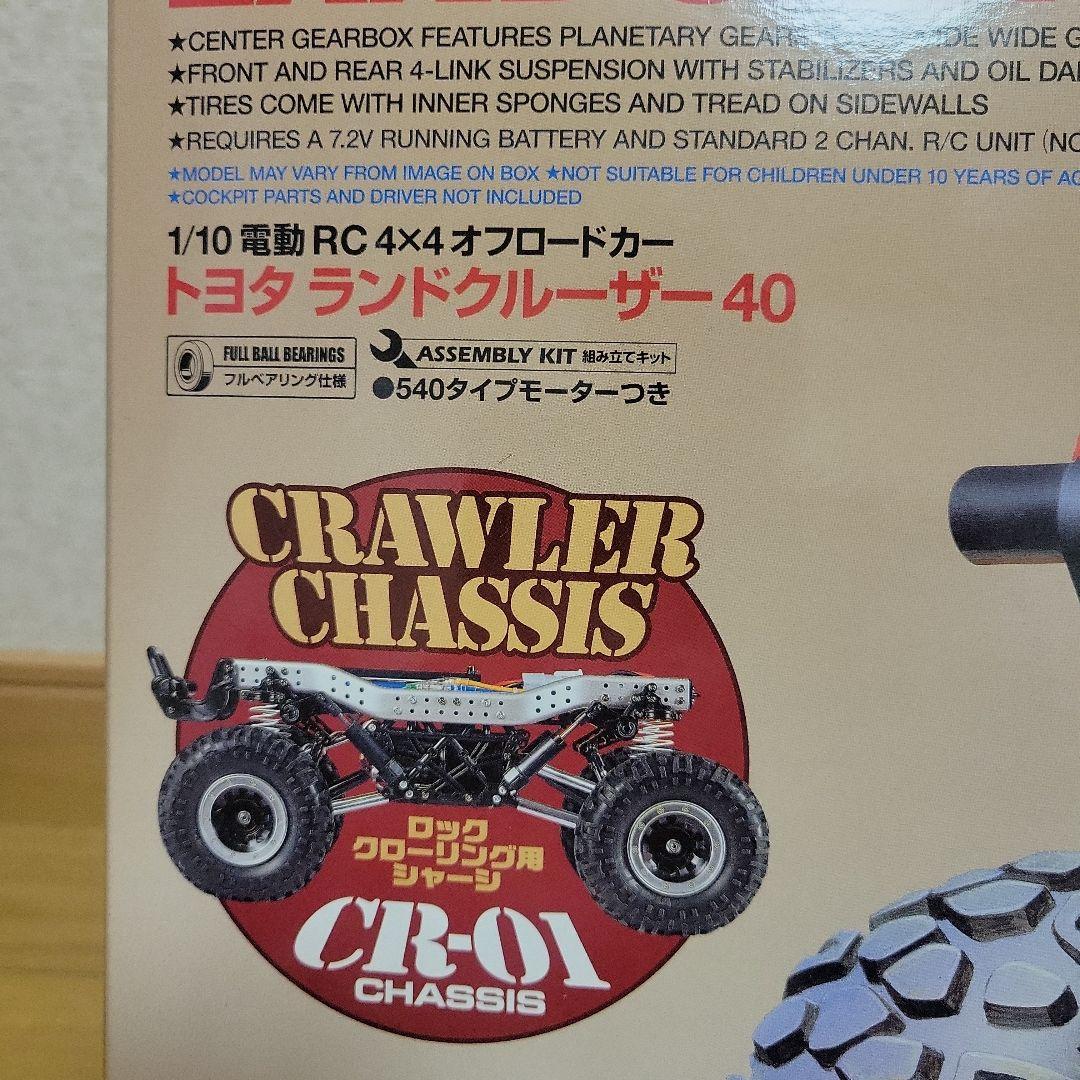 ★CENTER GEARBOX FEATURES PLANETARY GEARS WIDE
★FRONT AND REAR 4-LINK SUSPENSION WITH STABILIZERS AND OIL
★TIRES COME WITH INNER SPONGES AND TREAD ON SIDEWALLS
★REQUIRES A 7.2V RUNNING BATTERY AND STANDARD 2 CHAN. R/C UNIT
★MODEL MAY VARY FROM IMAGE ON BOX ★NOT SUITABLE FOR CHILDREN UNDER 10 YEARS OF
★COCKPIT PARTS AND DRIVER NOT INCLUDED
1/10 電動 RC 4×4 オフロードカー
トヨタ ランドクルーザー 40
FULL BALL BEARINGS
フルベアリング仕様
ASSEMBLY KIT 組み立てキット
●540タイプモーターつき
CRAWLER
CHASSIS
ロック
クローリング用
シャーシ
CR-01
CHASSIS